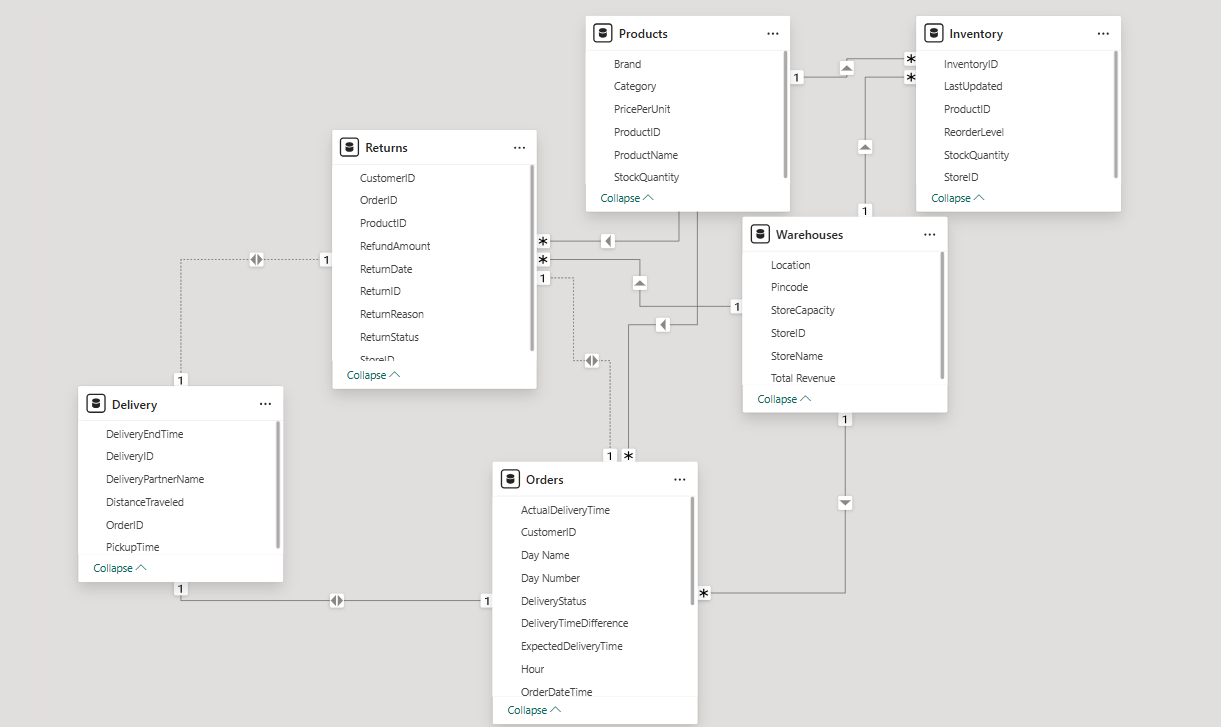 Products
Brand
Category
PricePerUnit
ProductID
ProductName
StockQuantity
Collapse
Inventory
InventoryID
LastUpdated
ProductID
ReorderLevel
StockQuantity
StoreID
Collapse
1
*
*
1
Returns
CustomerID
OrderID
ProductID
RefundAmount
ReturnDate
ReturnID
ReturnReason
ReturnStatus
StoreID
Collapse
1
*
*
1
Warehouses
Location
Pincode
StoreCapacity
StoreID
StoreName
Total Revenue
Collapse
1
1
1
Delivery
DeliveryEndTime
DeliveryID
DeliveryPartnerName
DistanceTraveled
OrderID
PickupTime
Collapse
1
1
1
*
Orders
ActualDeliveryTime
CustomerID
Day Name
Day Number
DeliveryStatus
DeliveryTimeDifference
ExpectedDeliveryTime
Hour
OrderDateTime
Collapse
1
*